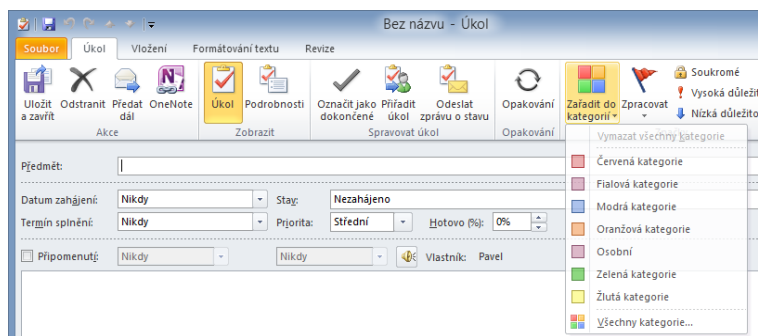 Bez názvu - Úkol
Soubor Úkol Vložení Formátování textu Revize
Uložit a zavřít
Odstranit
Předat dál
OneNote
Úkol
Podrobnosti
Označit jako dokončené
Přiřadit úkol
Odeslat zprávu o stavu
Opakování
Zařadit do kategorií
Zpracovat
Soukromé
Vysoká důležit
Nízká důležito
Akce Zobrazit Spravovat úkol Opakování
Vymazat všechny kategorie
Červená kategorie
Fialová kategorie
Modrá kategorie
Oranžová kategorie
Osobní
Zelená kategorie
Žlutá kategorie
Všechny kategorie...
Předmět:
Datum zahájení: Nikdy Stav: Nezahájeno
Termín splnění: Nikdy Priorita: Střední Hotovo (%): 0%
Připomenutí: Nikdy Nikdy Vlastník: Pavel